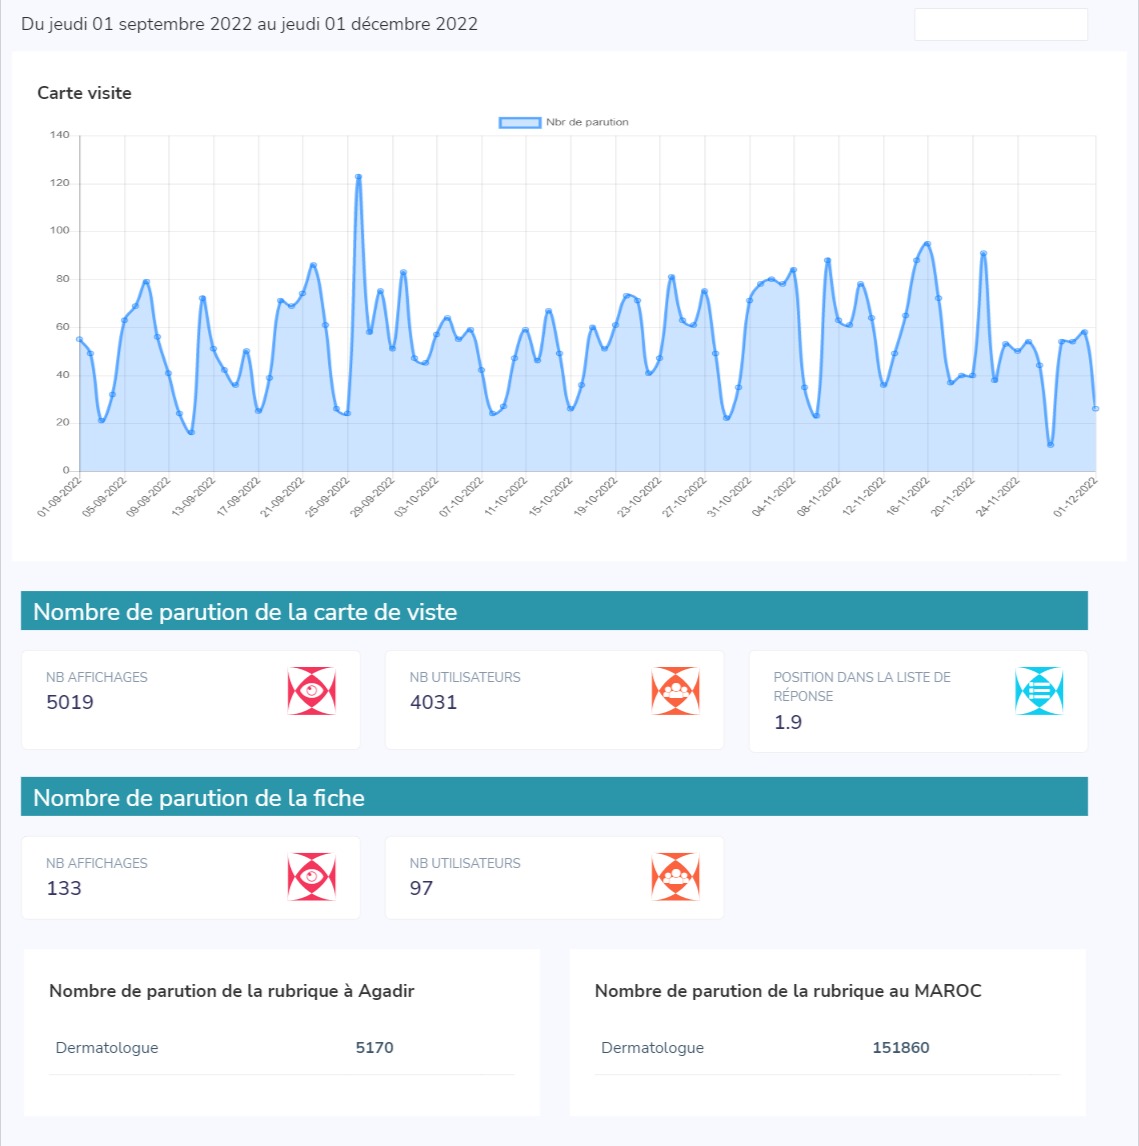 Du jeudi 01 septembre 2022 au jeudi 01 décembre 2022
Carte visite
Nbr de parution
140
120
100
80
60
40
20
0
01-09-2022
05-09-2022
09-09-2022
13-09-2022
17-09-2022
21-09-2022
25-09-2022
29-09-2022
03-10-2022
07-10-2022
11-10-2022
15-10-2022
19-10-2022
23-10-2022
27-10-2022
31-10-2022
04-11-2022
08-11-2022
12-11-2022
16-11-2022
20-11-2022
24-11-2022
01-12-2022
Nombre de parution de la carte de viste
NB AFFICHAGES
5019
NB UTILISATEURS
4031
POSITION DANS LA LISTE DE
RÉPONSE
1.9
Nombre de parution de la fiche
NB AFFICHAGES
133
NB UTILISATEURS
97
Nombre de parution de la rubrique à Agadir
Dermatologue 5170
Nombre de parution de la rubrique au MAROC
Dermatologue 151860